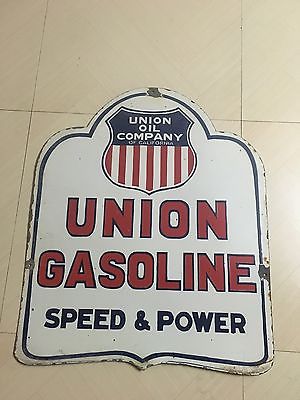 UNION
OIL
COMPANY
OF CALIFORNIA
UNION
GASOLINE
SPEED & POWER